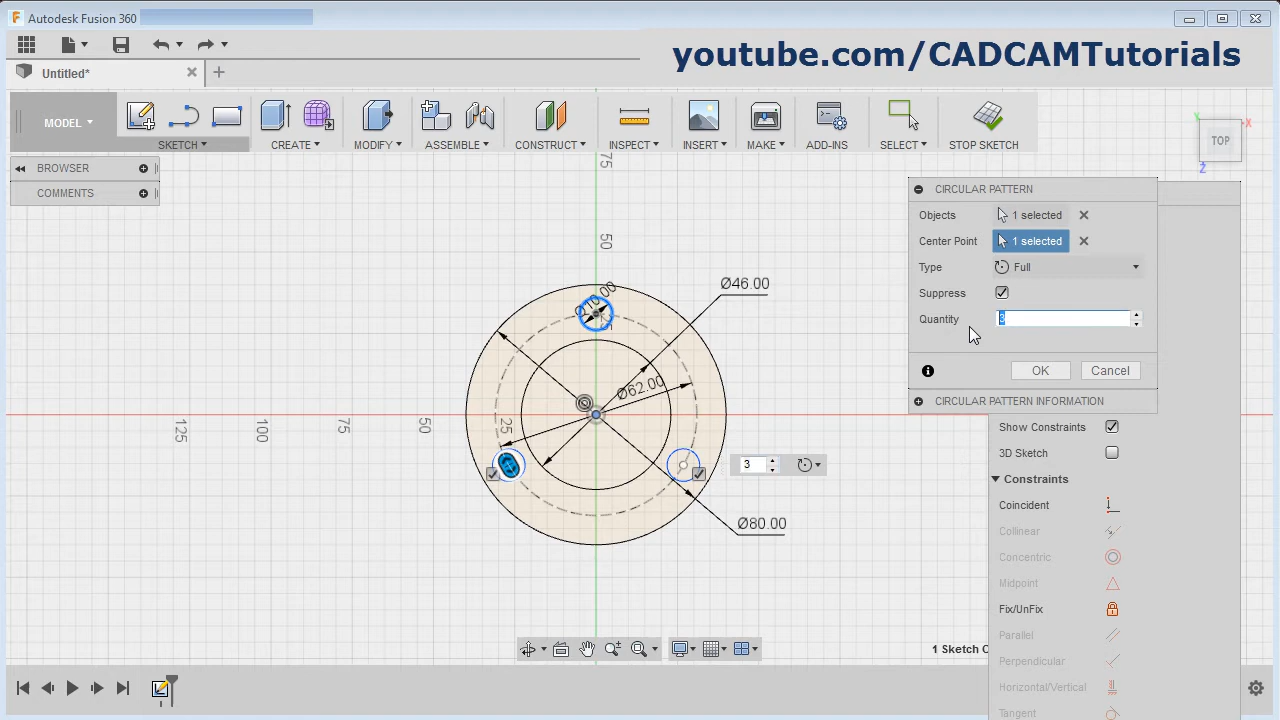 Autodesk Fusion 360
youtube.com/CADCAMTutorials
Untitled*
MODEL
SKETCH
CREATE
MODIFY
ASSEMBLE
CONSTRUCT
INSPECT
INSERT
MAKE
ADD-INS
SELECT
STOP SKETCH
Y
X
TOP
Z
BROWSER
COMMENTS
75
50
25
50
75
100
125
Ø10.00
Ø46.00
Ø62.00
Ø80.00
3
CIRCULAR PATTERN
Objects 1 selected
Center Point 1 selected
Type Full
Suppress
Quantity 3
OK Cancel
CIRCULAR PATTERN INFORMATION
Show Constraints
3D Sketch
Constraints
Coincident
Collinear
Concentric
Midpoint
Fix/UnFix
Parallel
Perpendicular
Horizontal/Vertical
Tangent
1 Sketch